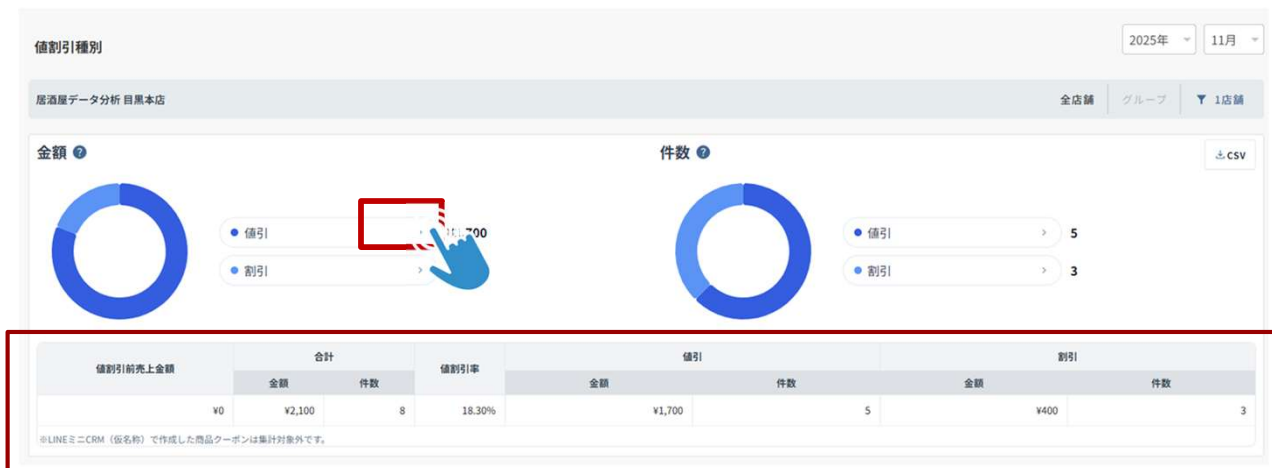 値割引種別
2025年 11月
居酒屋データ分析 目黒本店
全店舗 グループ 1店舗
金額 ?
件数 ?
CSV
値引
割引
値引 5
割引 3
値割引前売上金額 合計 値割引率 値引 割引
金額 件数 金額 件数 金額 件数
¥0 ¥2,100 8 18.30% ¥1,700 5 ¥400 3
※LINEミニCRM（仮名称）で作成した商品クーポンは集計対象外です。